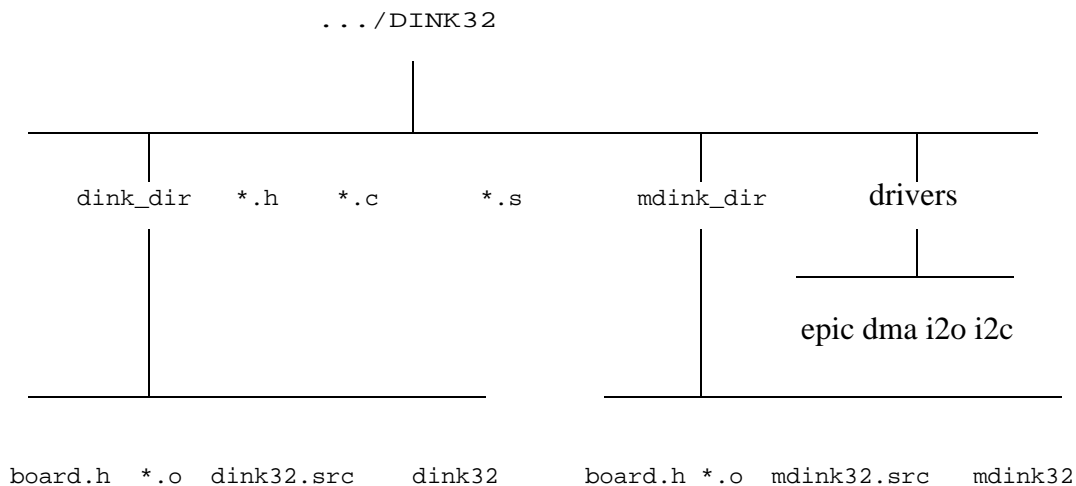 .../DINK32
dink_dir *.h *.c *.s mdink_dir drivers
epic dma i2o i2c
board.h *.o dink32.src dink32 board.h *.o mdink32.src mdink32